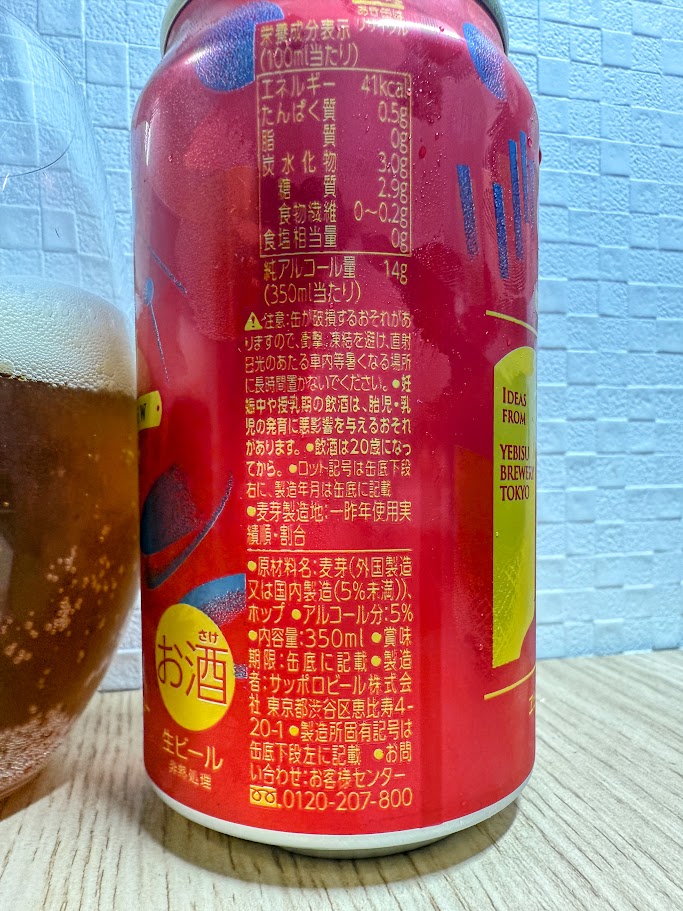 栄養成分表示
リサイクル
(100ml当たり)
エネルギー 41kcal
たんぱく質 0.5g
脂質 0g
炭水化物 3.0g
糖質 2.9g
食物繊維 0～0.2g
食塩相当量 0g
純アルコール量 14g
(350ml当たり)
注意:缶が破損するおそれがあ
りますので、衝撃、凍結を避け、直射
日光のあたる車内等暑くなる場所
に長時間置かないでください。●妊
娠中や授乳期の飲酒は、胎児・乳
児の発育に悪影響を与えるおそれ
があります。●飲酒は20歳になっ
てから。●ロット記号は缶底下段
右に、製造年月は缶底に記載
●麦芽製造地:一昨年使用実
績順・割合
●原材料名:麦芽(外国製造
又は国内製造(5%未満))、
ホップ ●アルコール分:5%
●内容量:350ml ●賞味
期限:缶底に記載●製造
者:サッポロビール株式会
社 東京都渋谷区恵比寿4-
20-1 ●製造所固有記号は
缶底下段左に記載 ●お問
い合わせ:お客様センター
0120-207-800
さけ
お酒
生ビール
非熱処理
IDEAS
FROM
YEBISU
BREWERY
TOKYO